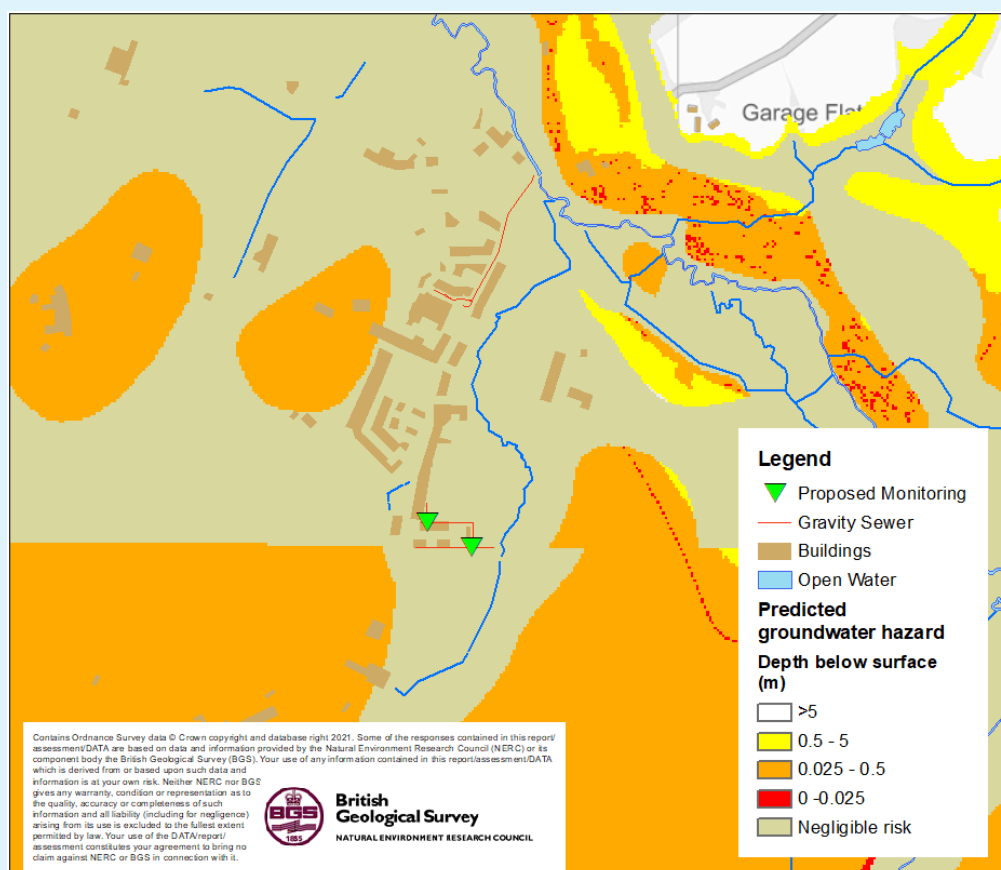 Garage Flat
Legend
Proposed Monitoring
Gravity Sewer
Buildings
Open Water
Predicted
groundwater hazard
Depth below surface
(m)
>5
0.5 - 5
0.025 - 0.5
0 -0.025
Negligible risk
Contains Ordnance Survey data © Crown copyright and database right 2021. Some of the responses contained in this report/
assessment/DATA are based on data and information provided by the Natural Environment Research Council (NERC) or its
component body the British Geological Survey (BGS). Your use of any information contained in this report/assessment/DATA
which is derived from or based upon such data and
information is at your own risk. Neither NERC nor BGS
gives any warranty, condition or representation as to
the quality, accuracy or completeness of such
information and all liability (including for negligence)
arising from its use is excluded to the fullest extent
permitted by law. Your use of the DATA/report/
assessment constitutes your agreement to bring no
claim against NERC or BGS in connection with it.
BGS
1835
British
Geological Survey
NATURAL ENVIRONMENT RESEARCH COUNCIL